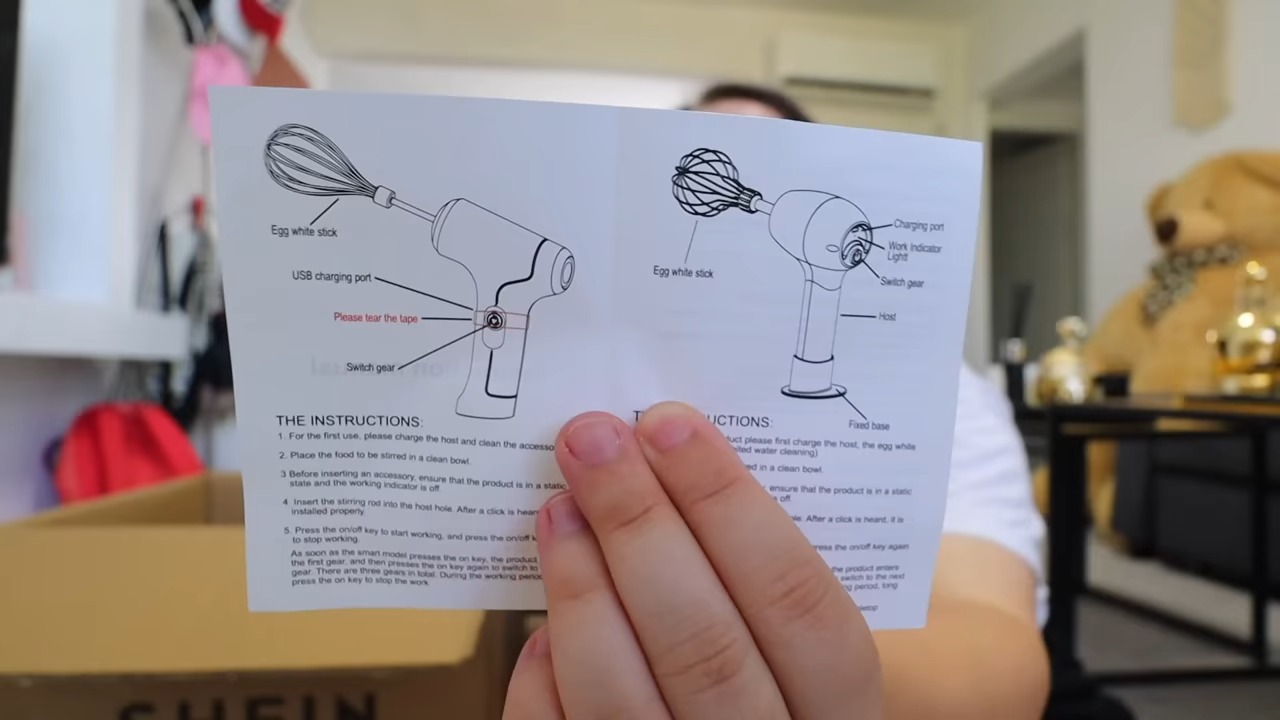 Egg white stick
USB charging port
Please tear the tape
Switch gear
THE INSTRUCTIONS:
1. For the first use, please charge the host and clean the accesso
2. Place the food to be stirred in a clean bowl.
3 Before inserting an accessory, ensure that the product is in a static
state and the working indicator is off.
4. Insert the stirring rod into the host hole. After a click is hear
installed properly.
5. Press the on/off key to start working, and press the on/off k
to stop working.
As soon as the smart model presses the on key, the product
the first gear, and then presses the on key again to switch to
gear. There are three gears in total. During the working period
press the on key to stop the work
Egg white stick
Charging port
Work Indicator
Lightt
Switch gear
Host
Fixed base
T UCTIONS:
uct please first charge the host, the egg white
ited water cleaning)
ed in a clean bowl.
ensure that the product is in a static
s off.
ole. After a click is heard, it is
ress the on/off key again
the product enters
switch to the next
ng period, long
letop
SHEIN